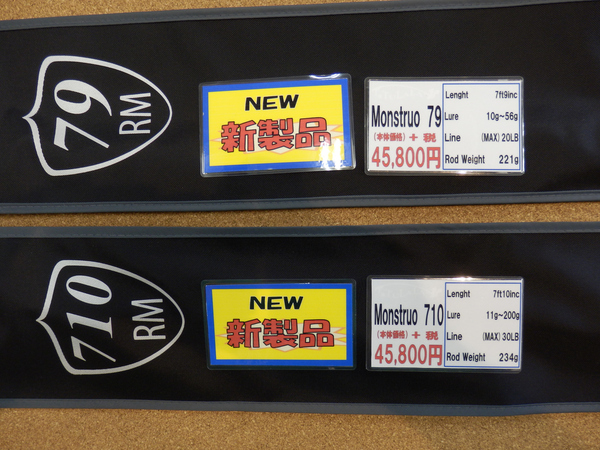 79
RM
NEW
新製品
Monstruo 79
(本体価格) + 税
45,800円
Lenght 7ft9inc
Lure 10g~56g
Line (MAX) 20LB
Rod Weight 221g
710
RM
NEW
新製品
Monstruo 710
(本体価格) + 税
45,800円
Lenght 7ft10inc
Lure 11g~200g
Line (MAX) 30LB
Rod Weight 234g